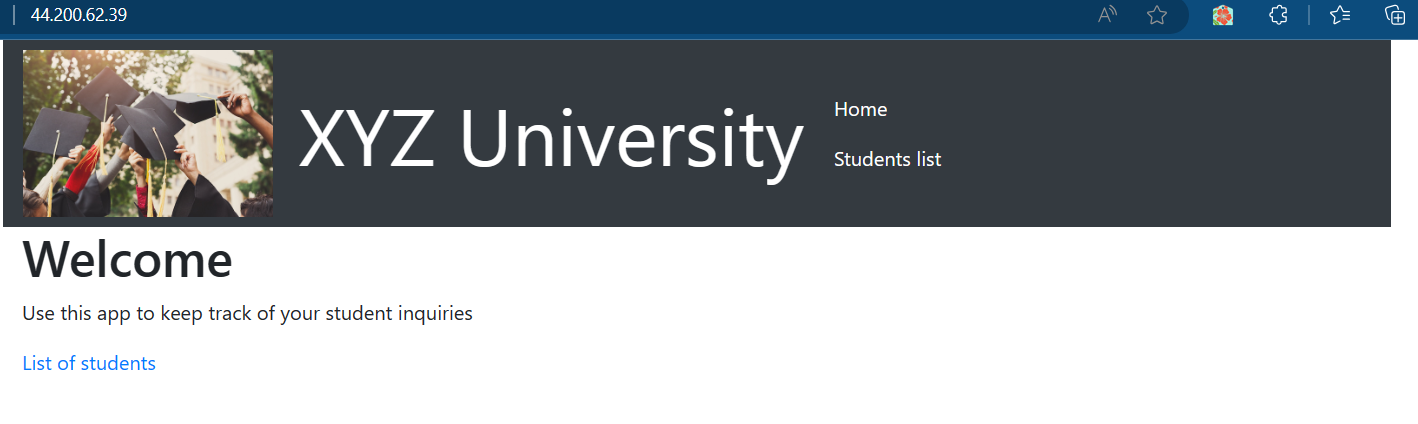 44.200.62.39
XYZ University
Home
Students list
Welcome
Use this app to keep track of your student inquiries
List of students